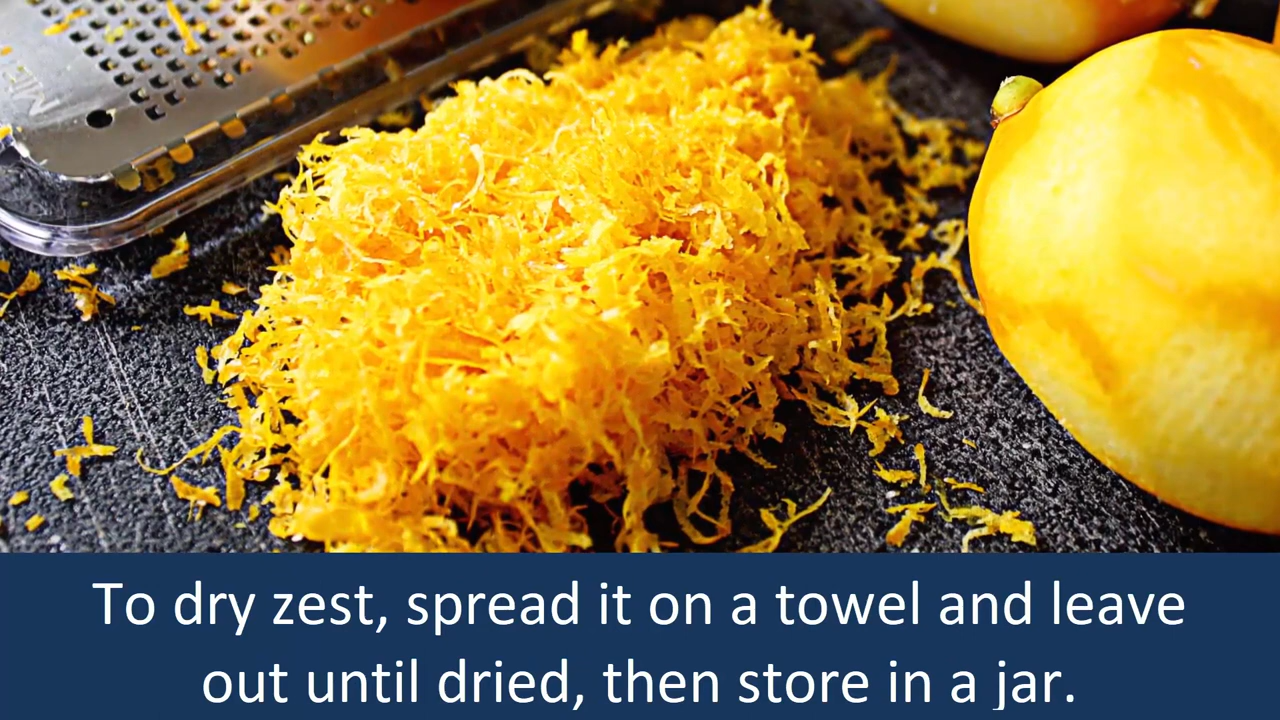 To dry zest, spread it on a towel and leave
out until dried, then store in a jar.